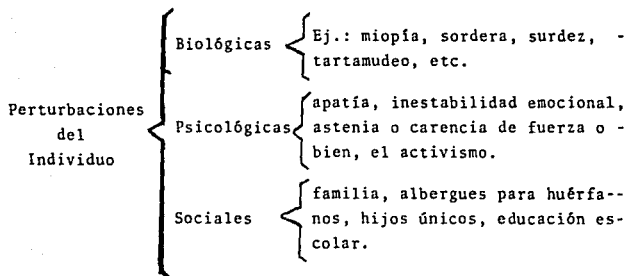 Perturbaciones
del
Individuo
Biológicas
Ej.: miopía, sordera, surdez, -
tartamudeo, etc.
Psicológicas
apatía, inestabilidad emocional,
astenia o carencia de fuerza o -
bien, el activismo.
Sociales
familia, albergues para huérfa--
nos, hijos únicos, educación es-
colar.